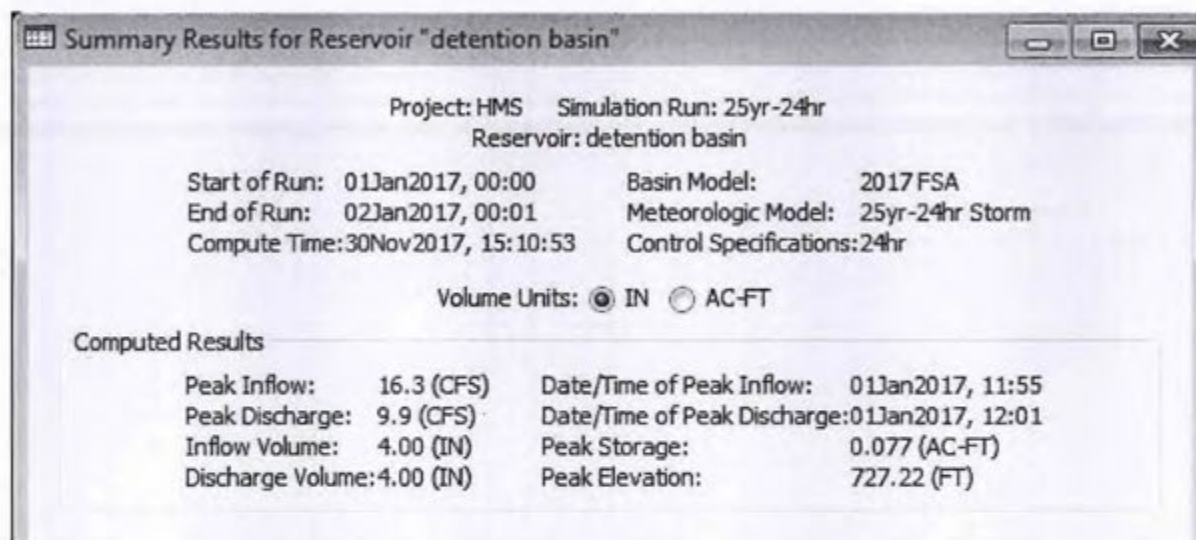 Summary Results for Reservoir "detention basin"
Project: HMS Simulation Run: 25yr-24hr
Reservoir: detention basin
Start of Run: 01Jan2017, 00:00 Basin Model: 2017 FSA
End of Run: 02Jan2017, 00:01 Meteorologic Model: 25yr-24hr Storm
Compute Time:30Nov2017, 15:10:53 Control Specifications:24hr
Volume Units: IN AC-FT
Computed Results
Peak Inflow: 16.3 (CFS) Date/Time of Peak Inflow: 01Jan2017, 11:55
Peak Discharge: 9.9 (CFS) Date/Time of Peak Discharge:01Jan2017, 12:01
Inflow Volume: 4.00 (IN) Peak Storage: 0.077 (AC-FT)
Discharge Volume:4.00 (IN) Peak Elevation: 727.22 (FT)